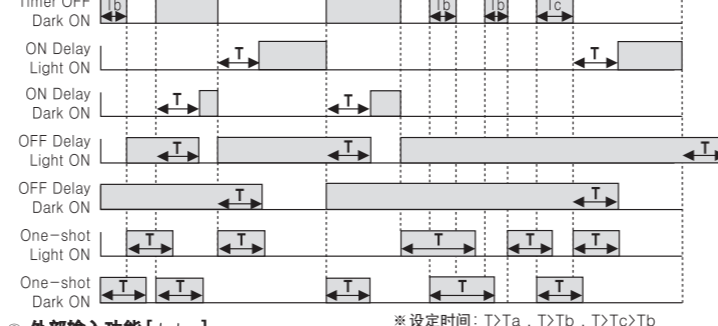 Timer OFF
Dark ON
Tb
Tb
Tb
Tc
ON Delay
Light ON
T
T
ON Delay
Dark ON
T
T
OFF Delay
Light ON
T
T
T
OFF Delay
Dark ON
T
T
One-shot
Light ON
T
T
T
T
T
One-shot
Dark ON
T
T
T
T
T
※设定时间: T>Ta , T>Tb , T>Tc>Tb
外部输入功能 [